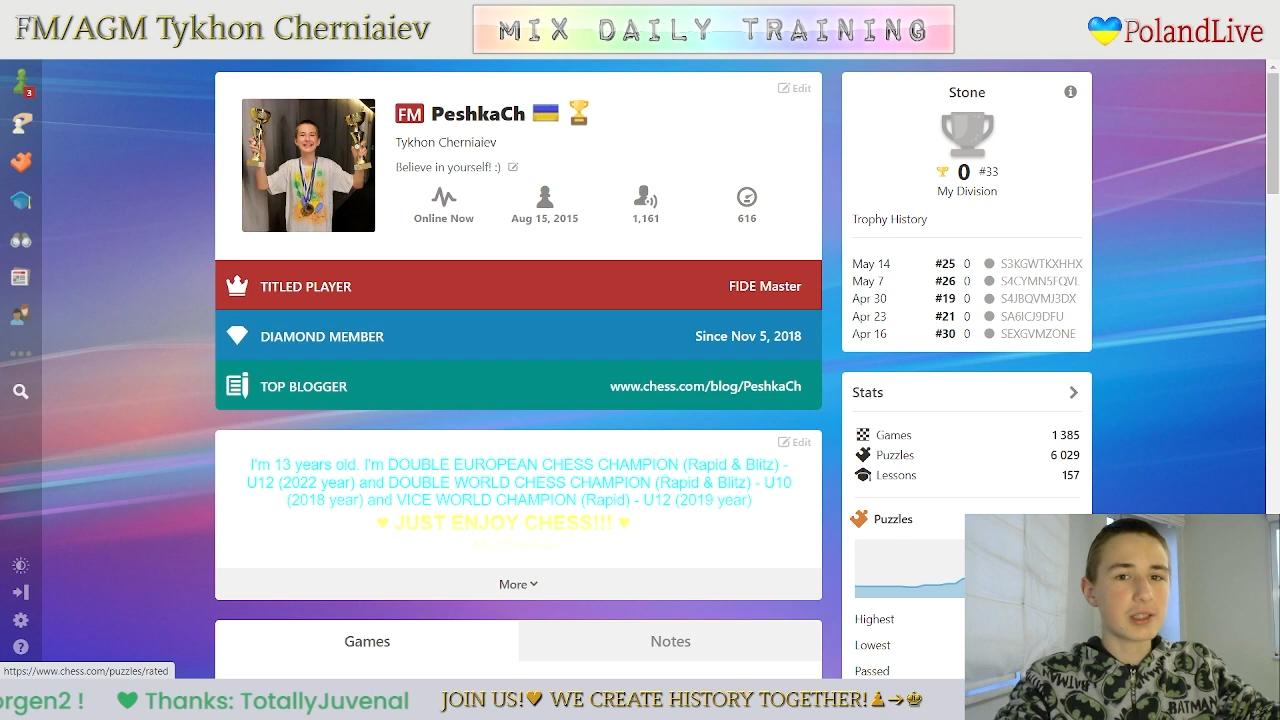 FM/AGM Tykhon Cherniaiev
MIX DAILY TRAINING
PolandLive
3
Edit
FM PeshkaCh
Tykhon Cherniaiev
Believe in yourself! :)
Online Now
Aug 15, 2015
1,161
616
TITLED PLAYER
FIDE Master
DIAMOND MEMBER
Since Nov 5, 2018
TOP BLOGGER
www.chess.com/blog/PeshkaCh
Edit
I'm 13 years old. I'm DOUBLE EUROPEAN CHESS CHAMPION (Rapid & Blitz) -
U12 (2022 year) and DOUBLE WORLD CHESS CHAMPION (Rapid & Blitz) - U10
(2018 year) and VICE WORLD CHAMPION (Rapid) - U12 (2019 year)
♥ JUST ENJOY CHESS!!! ♥
More
Games
Notes
Stone
0 #33
My Division
Trophy History
May 14 #25 0 S3KGWTKXHHX
May 7 #26 0 S4CYMN5FQVL
Apr 30 #19 0 S4JBQVMJ3DX
Apr 23 #21 0 SA6ICJ9DFU
Apr 16 #30 0 SEXGVMZONE
Stats
Games 1 385
Puzzles 6 029
Lessons 157
Puzzles
Highest
Lowest
Passed
BATMAN
https://www.chess.com/puzzles/rated
orgen2 ! ♥ Thanks: TotallyJuvenal
JOIN US!♥ WE CREATE HISTORY TOGETHER!♟→♚